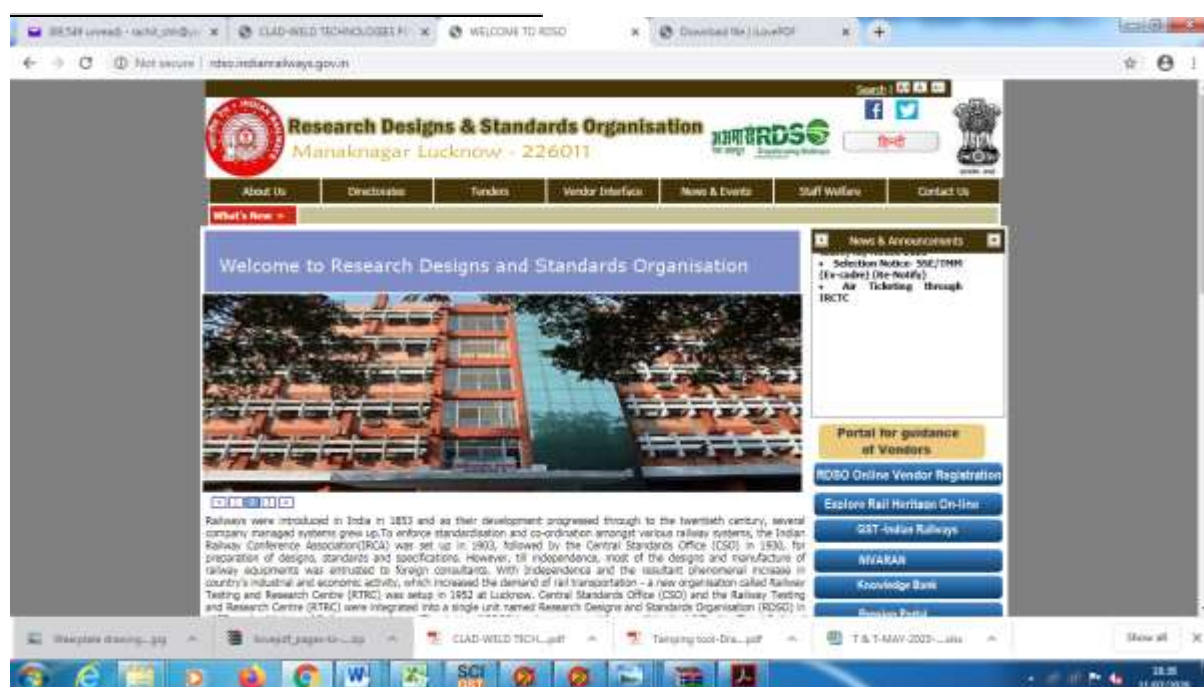 CLAD-WELD TECHNOLOGIES P
WELCOME TO RDSO
Download file | iLovePDF
Not secure | rdso.indianrailways.gov.in
Search | A+ A A-
Research Designs & Standards Organisation
Manaknagar Lucknow - 226011
RDSO
हिन्दी
About Us Directorates Tenders Vendor Interface News & Events Staff Welfare Contact Us
What's New
News & Announcements
Welcome to Research Designs and Standards Organisation
• Selection Notice- SSE/TMM
(Ex-cadre) (Re-Notify)
• Air Ticketing through
IRCTC
Portal for guidance
of Vendors
RDSO Online Vendor Registration
Explore Rail Heritage On-line
GST-Indian Railways
NIVARAN
Knowledge Bank
Pension Portal
Railways were introduced in India in 1853 and as their development progressed through to the twentieth century, several
company managed systems grew up.To enforce standardisation and co-ordination amongst various railway systems, the Indian
Railway Conference Association(IRCA) was set up in 1903, followed by the Central Standards Office (CSO) in 1930, for
preparation of designs, standards and specifications. However, till independence, most of the designs and manufacture of
railway equipments was entrusted to foreign consultants. With Independence and the resultant phenomenal increase in
country's industrial and economic activity, which increased the demand of rail transportation - a new organisation called Railway
Testing and Research Centre (RTRC) was setup in 1952 at Lucknow. Central Standards Office (CSO) and the Railway Testing
and Research Centre (RTRC) were integrated into a single unit named Research Designs and Standards Organisation (RDSO) in
CLAD-WELD TECH....pdf
Tamping tool-Dra....pdf
T & T-MAY-2020-....xlsx
Show all
SCI
GST